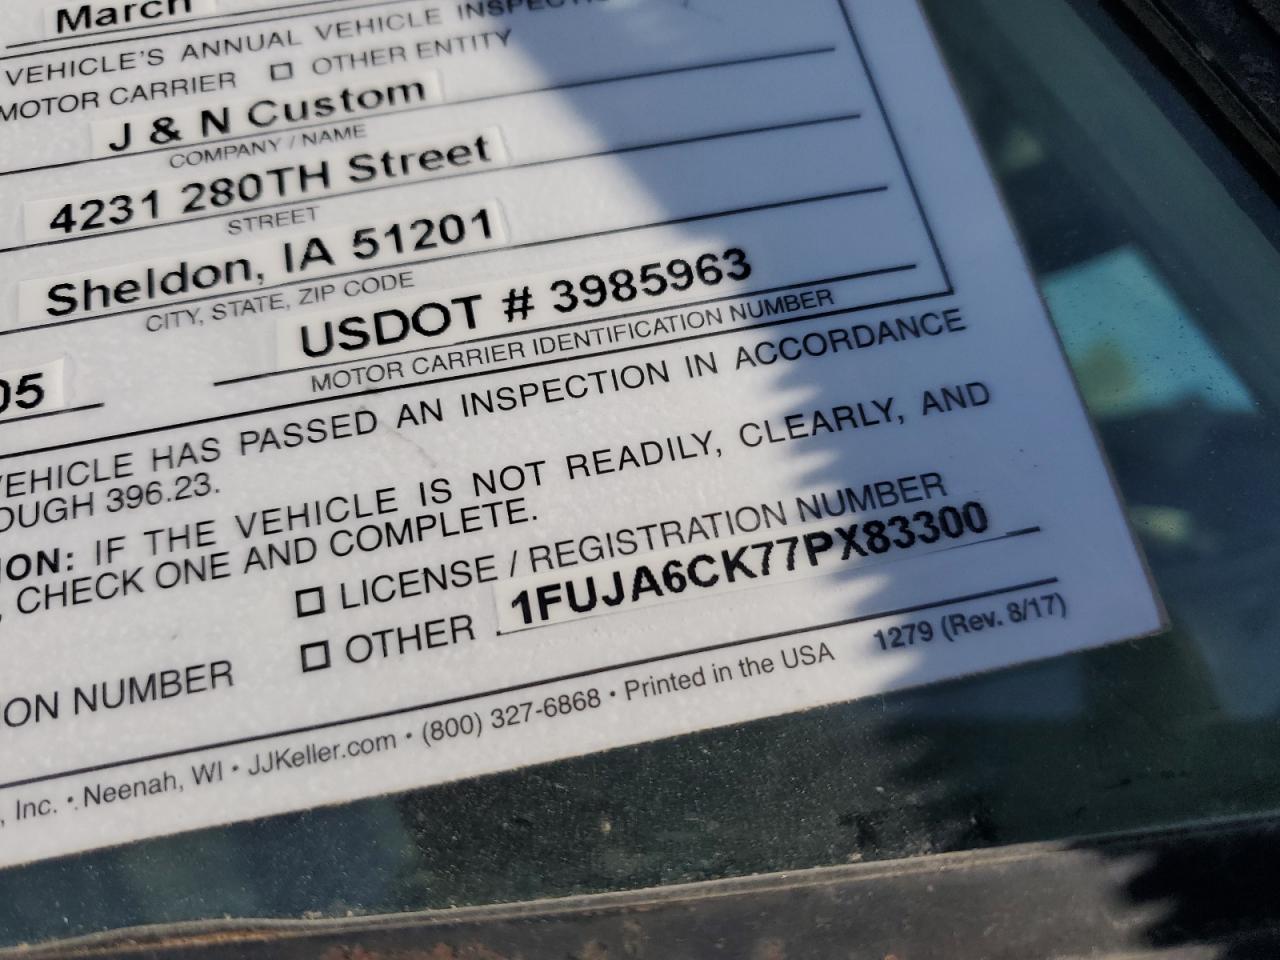 March
VEHICLE'S ANNUAL VEHICLE
MOTOR CARRIER ☐ OTHER ENTITY
J & N Custom
COMPANY / NAME
4231 280TH Street
STREET
Sheldon, IA 51201
CITY, STATE, ZIP CODE
USDOT # 3985963
MOTOR CARRIER IDENTIFICATION NUMBER
05
VEHICLE HAS PASSED AN INSPECTION IN ACCORDANCE
OUGH 396.23.
ION: IF THE VEHICLE IS NOT READILY, CLEARLY, AND
, CHECK ONE AND COMPLETE.
☐ LICENSE / REGISTRATION NUMBER
☐ OTHER 1FUJA6CK77PX83300
ON NUMBER
1279 (Rev. 8/17)
, Inc. • Neenah, WI • JJKeller.com • (800) 327-6868 • Printed in the USA